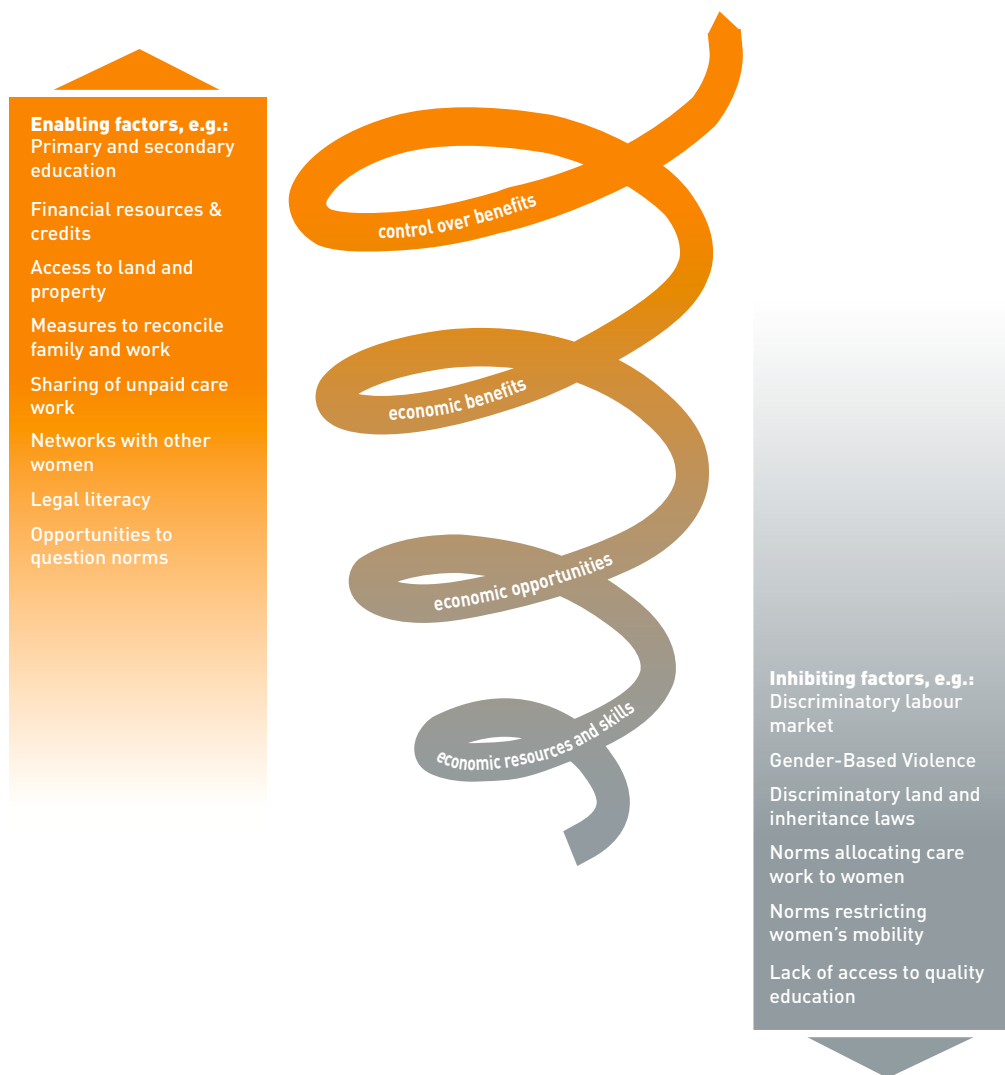 Enabling factors, e.g.:
Primary and secondary
education
Financial resources &
credits
Access to land and
property
Measures to reconcile
family and work
Sharing of unpaid care
work
Networks with other
women
Legal literacy
Opportunities to
question norms
control over benefits
economic benefits
economic opportunities
economic resources and skills
Inhibiting factors, e.g.:
Discriminatory labour
market
Gender-Based Violence
Discriminatory land and
inheritance laws
Norms allocating care
work to women
Norms restricting
women’s mobility
Lack of access to quality
education